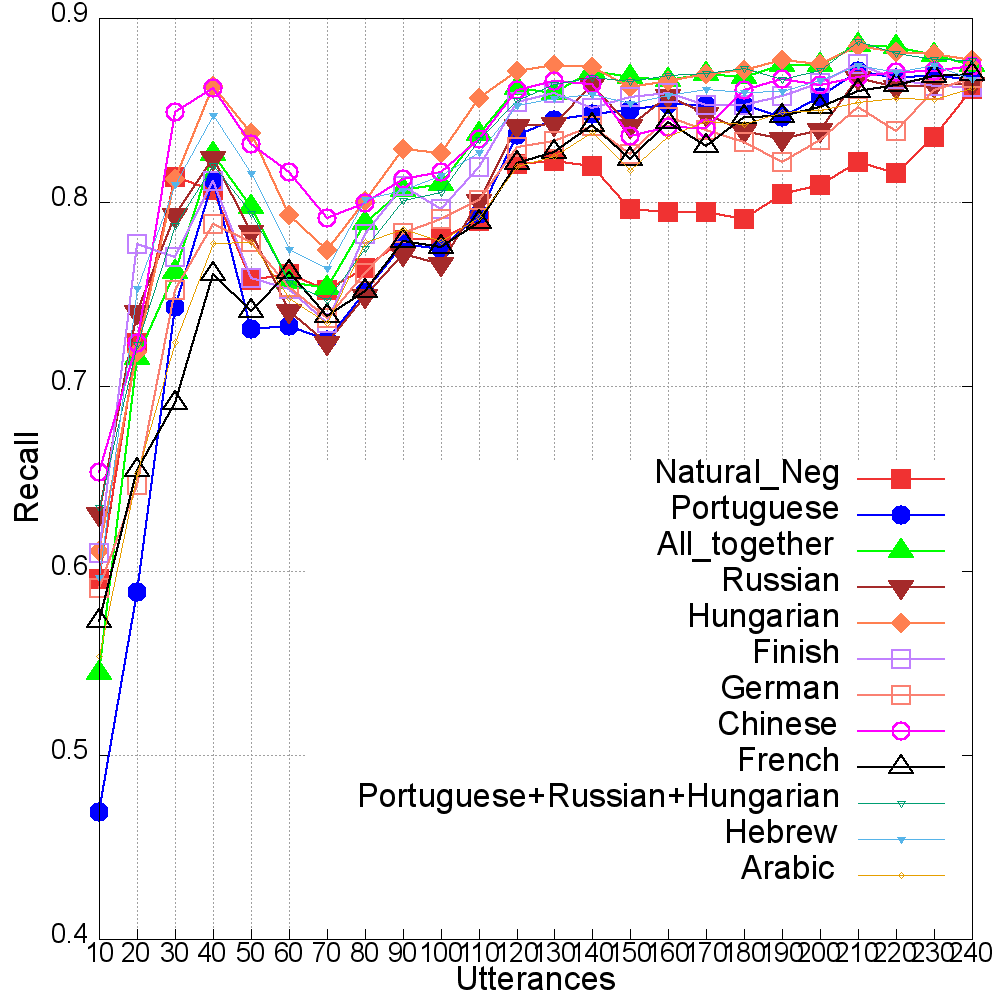 0.9
0.8
0.7
0.6
0.5
0.4
Recall
Natural_Neg
Portuguese
All_together
Russian
Hungarian
Finish
German
Chinese
French
Portuguese+Russian+Hungarian
Hebrew
Arabic
10 20 30 40 50 60 70 80 90 100 110 120 130 140 150 160 170 180 190 200 210 220 230 240
Utterances